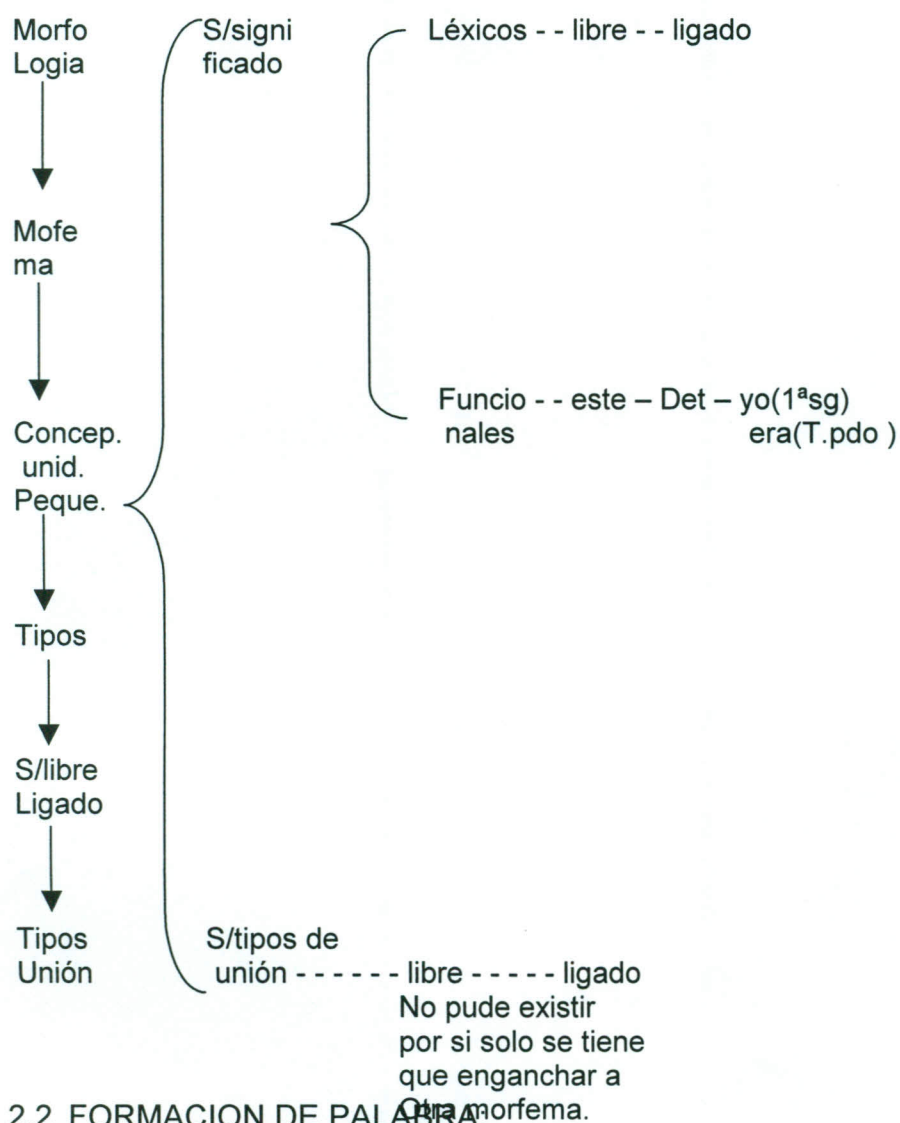 Morfo
Logia
S/signi
ficado
Léxicos - - libre - - ligado
Mofe
ma
Funcio - - este – Det – yo(1ªsg)
nales era(T.pdo )
Concep.
unid.
Peque.
Tipos
S/libre
Ligado
Tipos
Unión
S/tipos de
unión - - - - - - libre - - - - - ligado
No pude existir
por si solo se tiene
que enganchar a
Otra morfema.
2.2 FORMACION DE PALABRA: